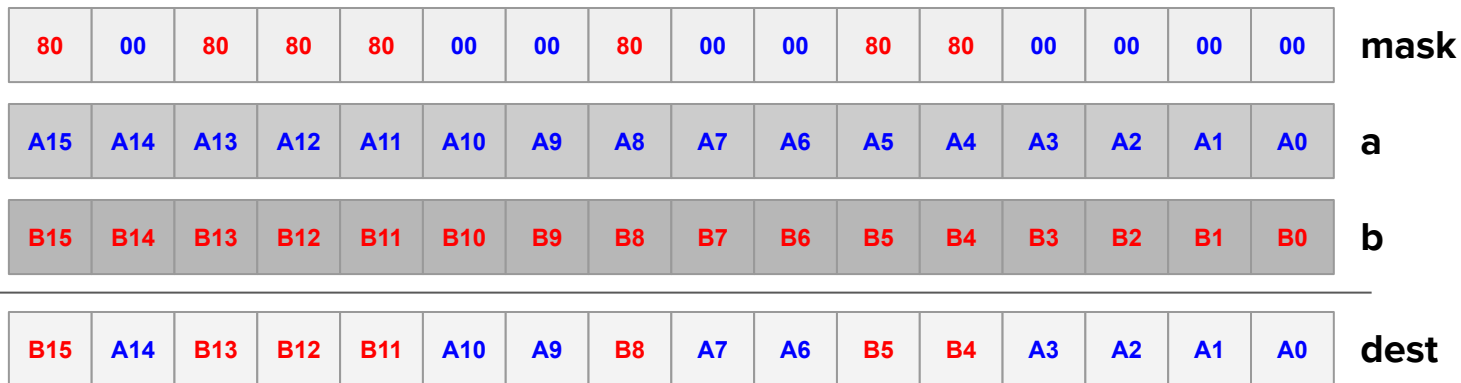 80 00 80 80 80 00 00 80 00 00 80 80 00 00 00 00 mask
A15 A14 A13 A12 A11 A10 A9 A8 A7 A6 A5 A4 A3 A2 A1 A0 a
B15 B14 B13 B12 B11 B10 B9 B8 B7 B6 B5 B4 B3 B2 B1 B0 b
B15 A14 B13 B12 B11 A10 A9 B8 A7 A6 B5 B4 A3 A2 A1 A0 dest